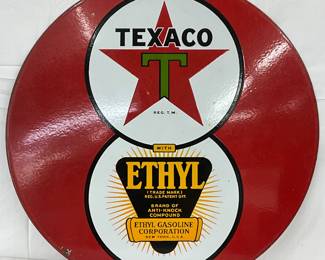 TEXACO
T
REG. T.M.
WITH
ETHYL
(TRADE MARK)
REG. U.S. PATENT OFF.
BRAND OF
ANTI-KNOCK
COMPOUND
ETHYL GASOLINE
CORPORATION
NEW YORK, U.S.A.